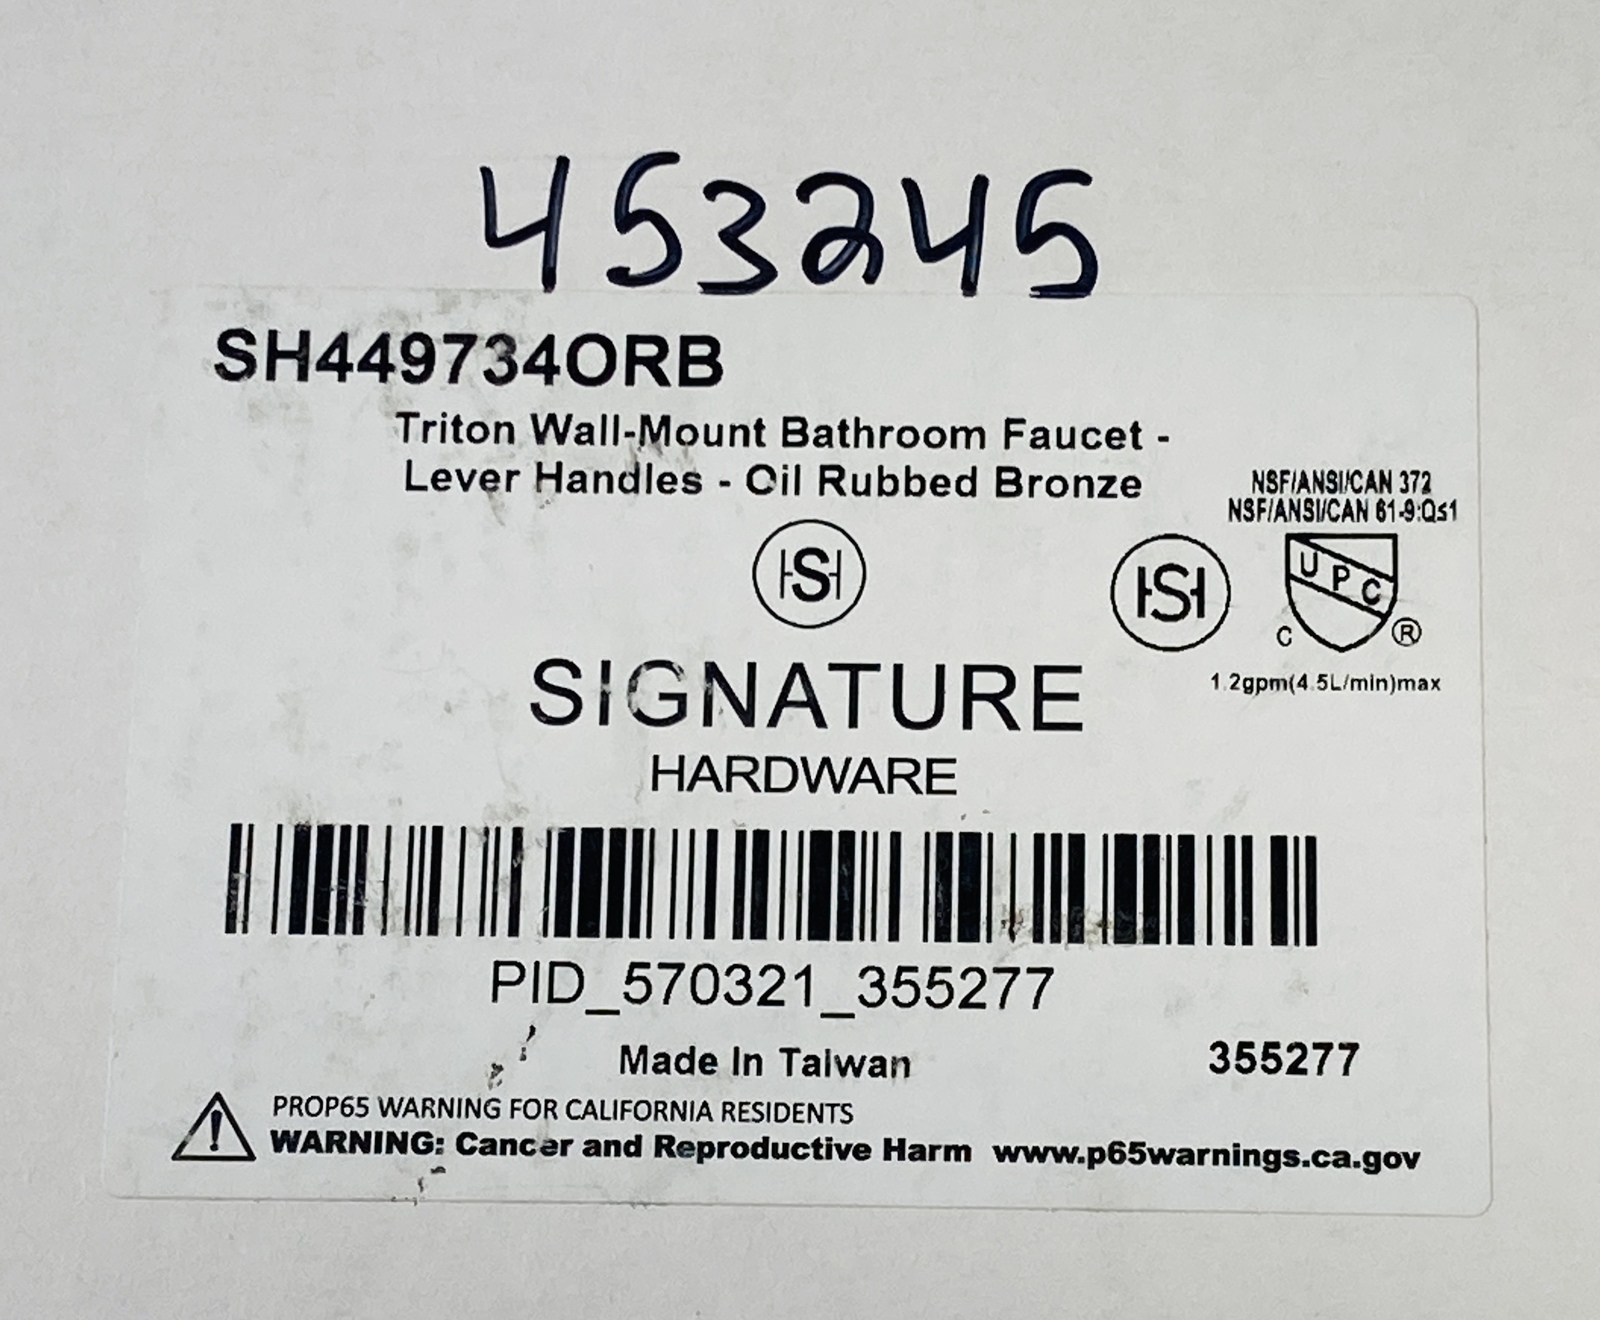 453245
SH449734ORB
Triton Wall-Mount Bathroom Faucet -
Lever Handles - Oil Rubbed Bronze
NSF/ANSI/CAN 372
NSF/ANSI/CAN 61-9:Q≤1
HSH
HSH
UPC
C ®
1.2gpm(4.5L/min)max
SIGNATURE
HARDWARE
PID_570321_355277
Made In Taiwan
355277
PROP65 WARNING FOR CALIFORNIA RESIDENTS
WARNING: Cancer and Reproductive Harm www.p65warnings.ca.gov